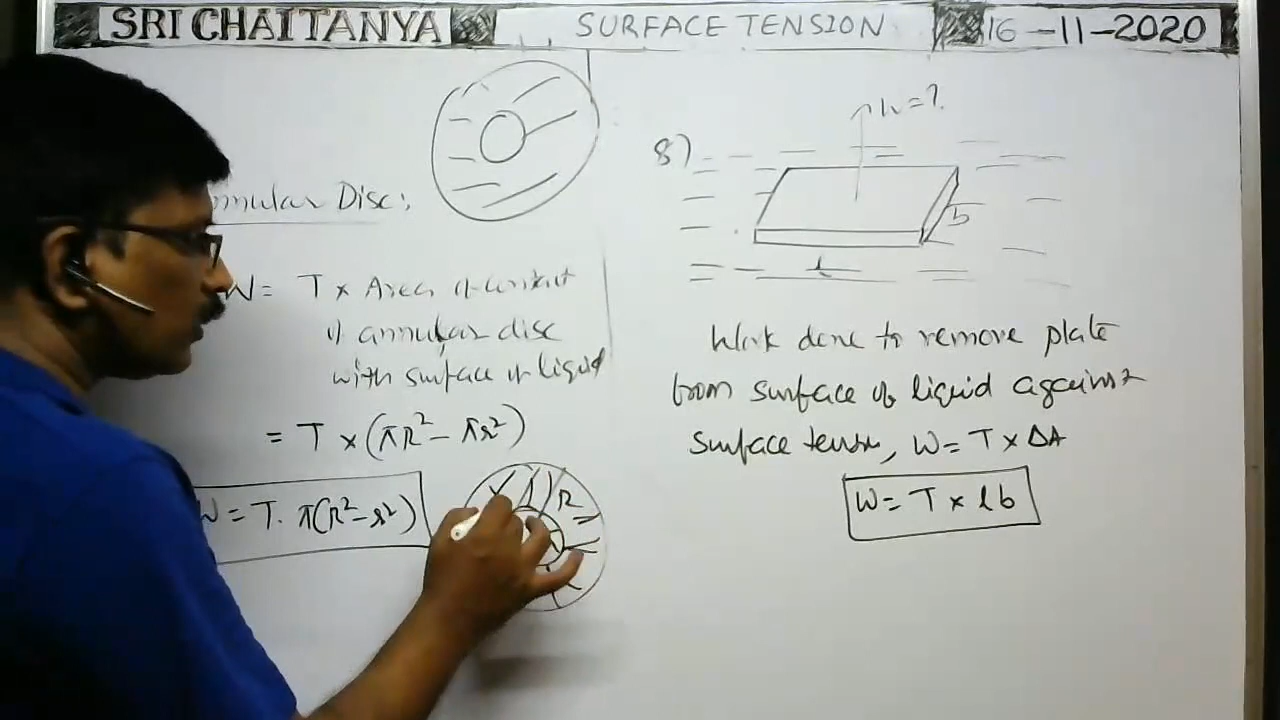 SRI CHAITANYA
SURFACE TENSION
16-11-2020
Disc:
W = T × Area of contact
of annular disc
with surface of liquid
= T × (πR² - πr²)
W = T. π(R² - r²)
R
8)
W = ?
b
l
Work done to remove plate
from surface of liquid against
surface tension, W = T × ΔA
W = T × lb